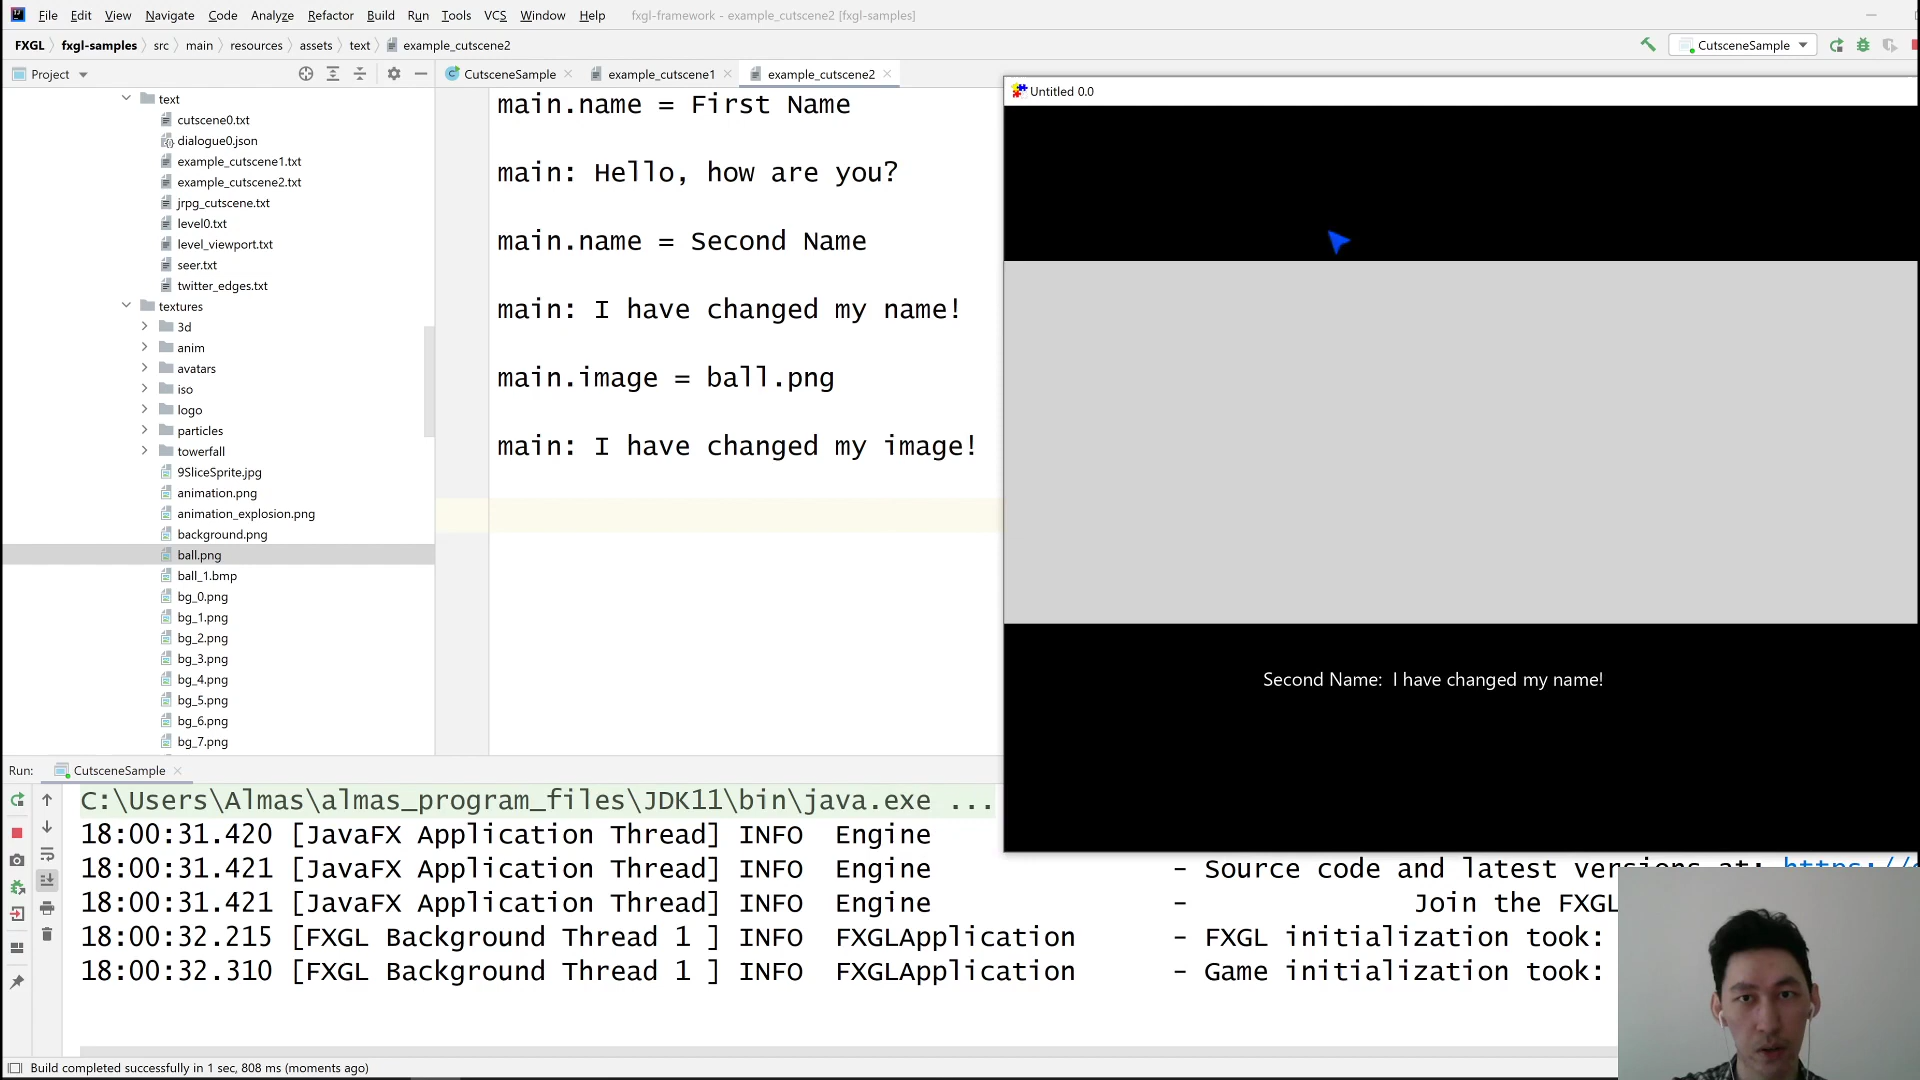 File Edit View Navigate Code Analyze Refactor Build Run Tools VCS Window Help fxgl-framework - example_cutscene2 [fxgl-samples]
FXGL fxgl-samples src main resources assets text example_cutscene2 CutsceneSample
Project CutsceneSample example_cutscene1 example_cutscene2
text
cutscene0.txt
dialogue0.json
example_cutscene1.txt
example_cutscene2.txt
jrpg_cutscene.txt
level0.txt
level_viewport.txt
seer.txt
twitter_edges.txt
textures
3d
anim
avatars
iso
logo
particles
towerfall
9SliceSprite.jpg
animation.png
animation_explosion.png
background.png
ball.png
ball_1.bmp
bg_0.png
bg_1.png
bg_2.png
bg_3.png
bg_4.png
bg_5.png
bg_6.png
bg_7.png
main.name = First Name
main: Hello, how are you?
main.name = Second Name
main: I have changed my name!
main.image = ball.png
main: I have changed my image!
Untitled 0.0
Second Name: I have changed my name!
Run: CutsceneSample
C:\Users\Almas\almas_program_files\JDK11\bin\java.exe ...
18:00:31.420 [JavaFX Application Thread] INFO Engine
18:00:31.421 [JavaFX Application Thread] INFO Engine - Source code and latest versions at: https://
18:00:31.421 [JavaFX Application Thread] INFO Engine - Join the FXGL
18:00:32.215 [FXGL Background Thread 1 ] INFO FXGLApplication - FXGL initialization took:
18:00:32.310 [FXGL Background Thread 1 ] INFO FXGLApplication - Game initialization took:
Build completed successfully in 1 sec, 808 ms (moments ago)